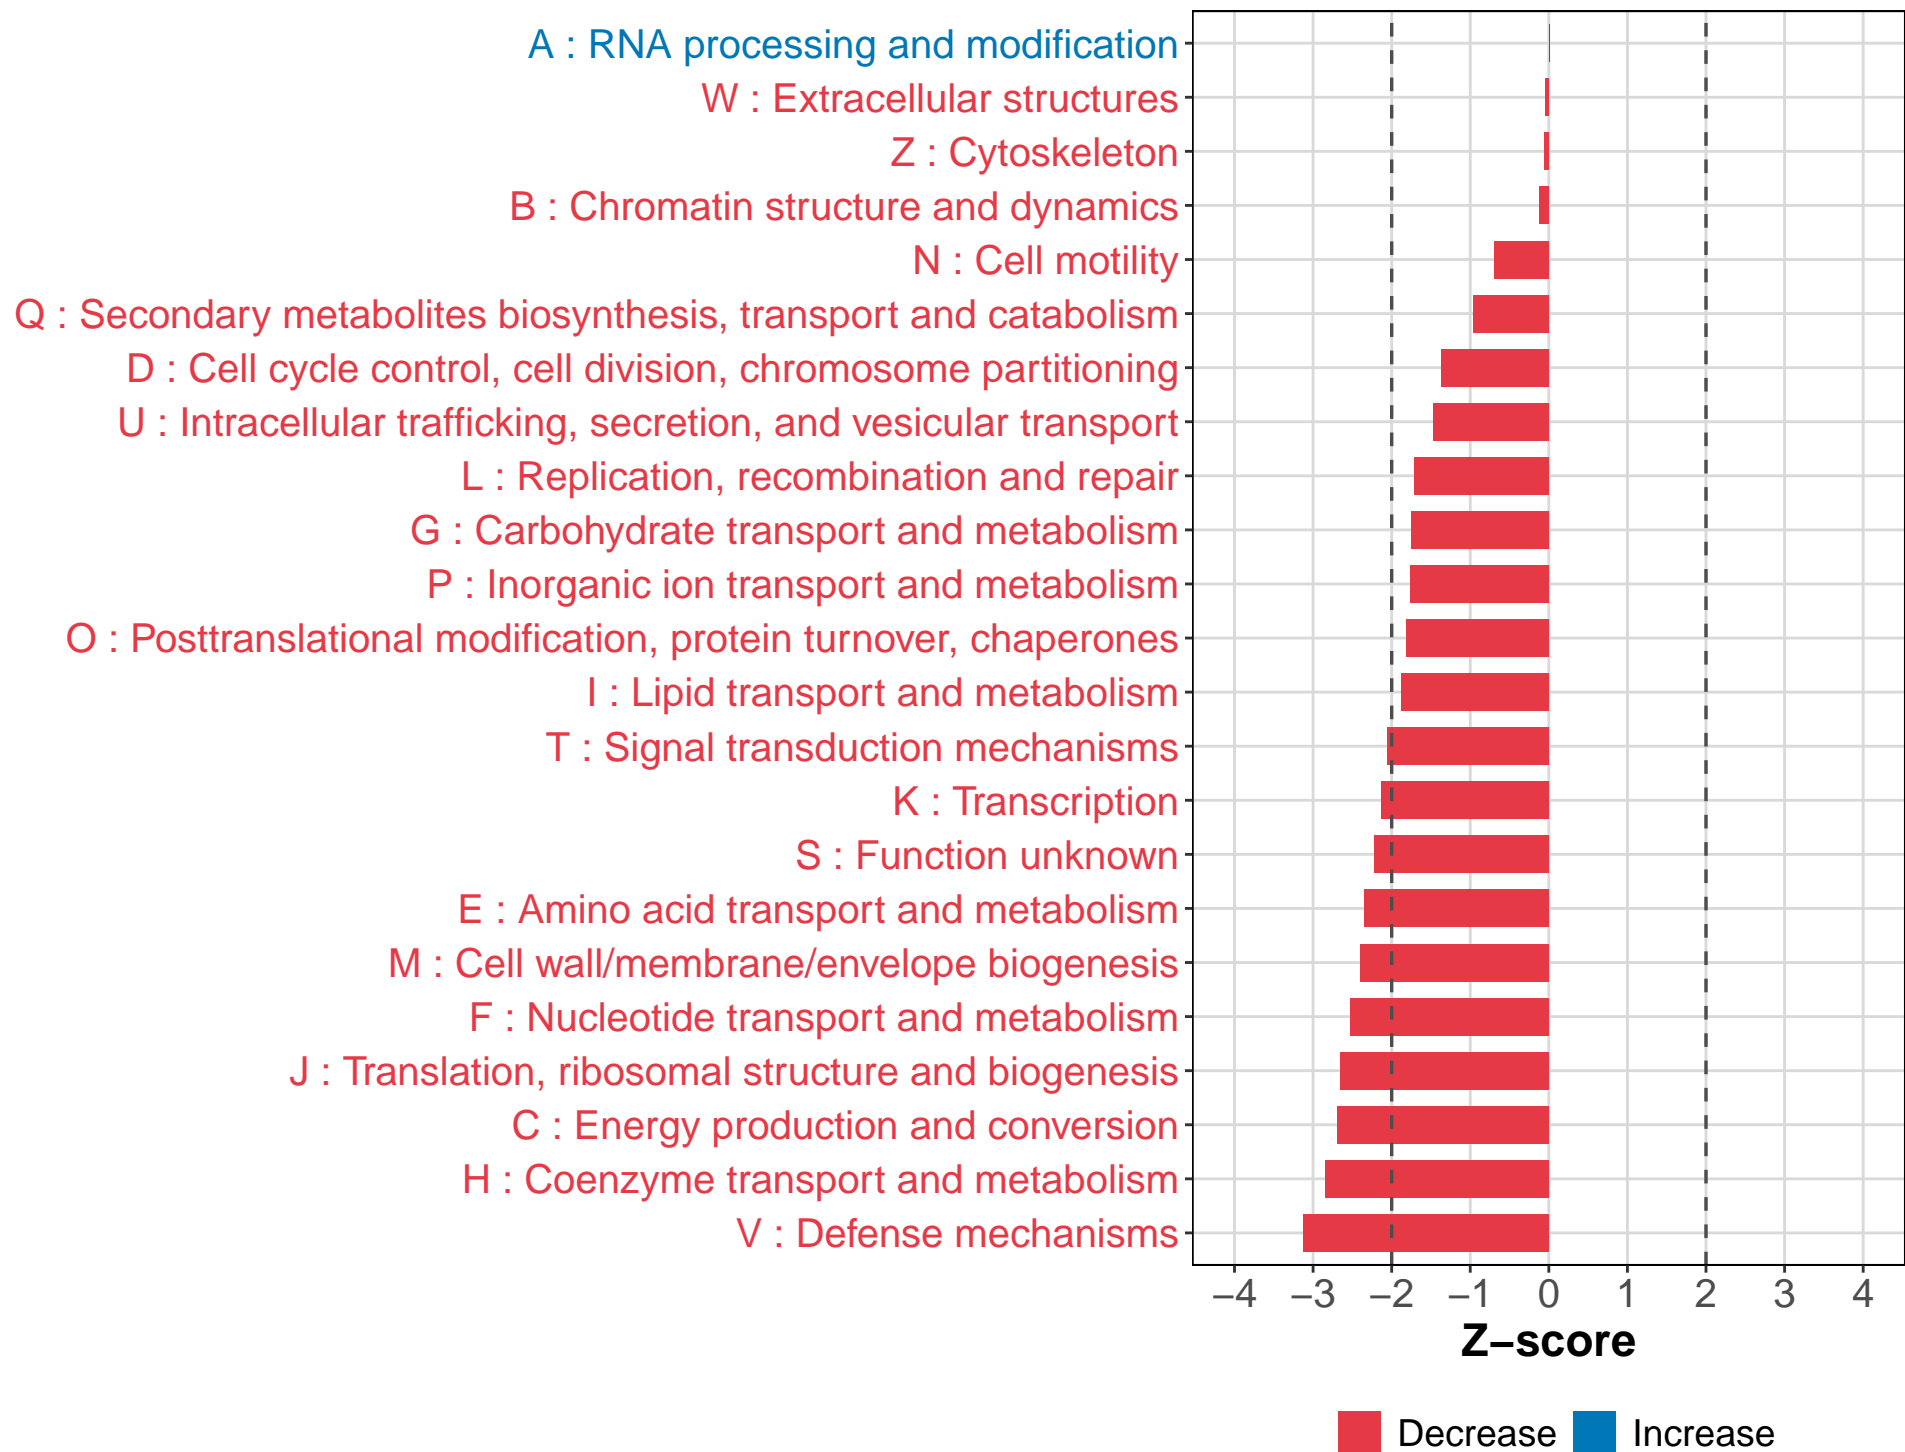 A : RNA processing and modification
W : Extracellular structures
Z : Cytoskeleton
B : Chromatin structure and dynamics
N : Cell motility
Q : Secondary metabolites biosynthesis, transport and catabolism
D : Cell cycle control, cell division, chromosome partitioning
U : Intracellular trafficking, secretion, and vesicular transport
L : Replication, recombination and repair
G : Carbohydrate transport and metabolism
P : Inorganic ion transport and metabolism
O : Posttranslational modification, protein turnover, chaperones
I : Lipid transport and metabolism
T : Signal transduction mechanisms
K : Transcription
S : Function unknown
E : Amino acid transport and metabolism
M : Cell wall/membrane/envelope biogenesis
F : Nucleotide transport and metabolism
J : Translation, ribosomal structure and biogenesis
C : Energy production and conversion
H : Coenzyme transport and metabolism
V : Defense mechanisms
−4 −3 −2 −1 0 1 2 3 4
Z−score
Decrease Increase